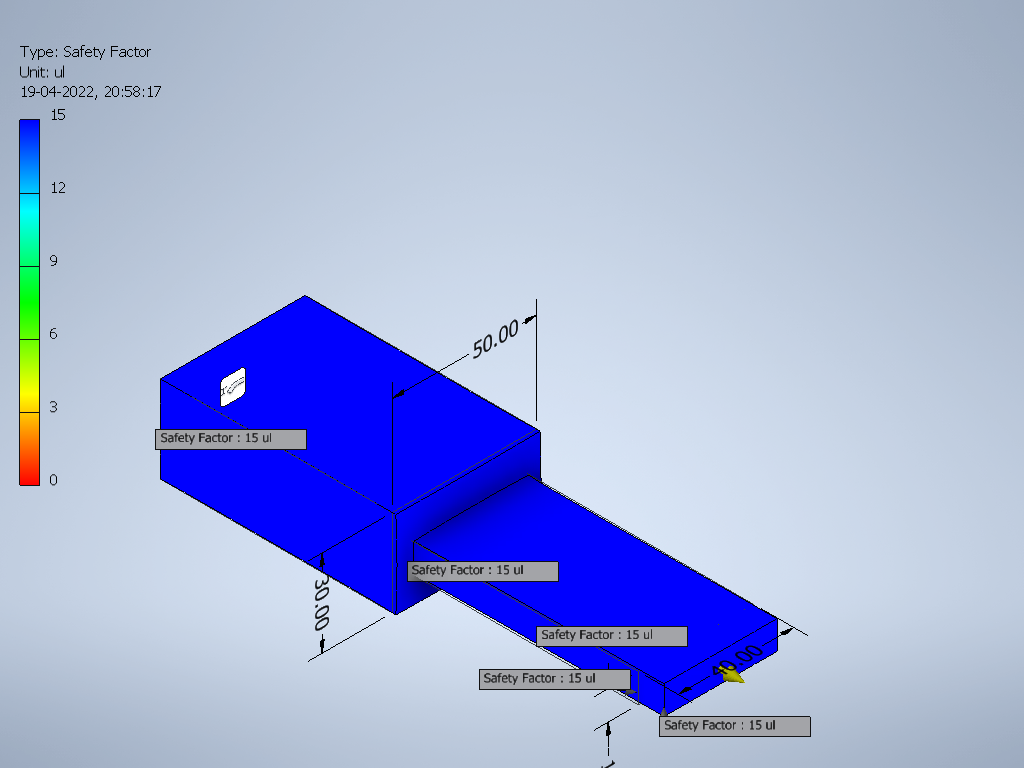 Type: Safety Factor
Unit: ul
19-04-2022, 20:58:17
15
12
9
6
3
0
50.00
Safety Factor : 15 ul
30.00
Safety Factor : 15 ul
Safety Factor : 15 ul
40.00
Safety Factor : 15 ul
Safety Factor : 15 ul